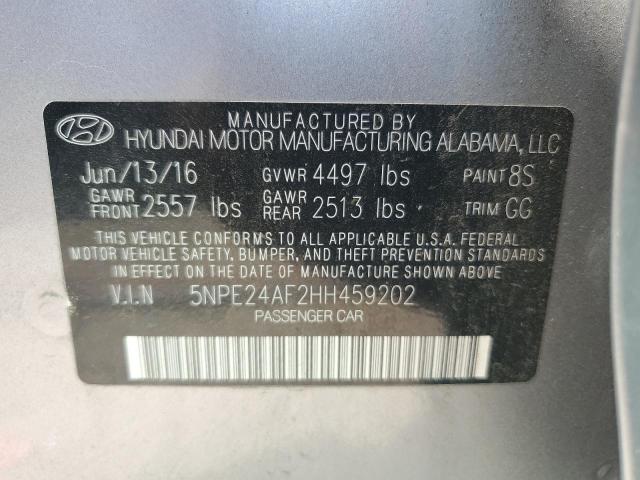 MANUFACTURED BY
HYUNDAI MOTOR MANUFACTURING ALABAMA, LLC
Jun/13/16 GVWR 4497 lbs PAINT 8S
GAWR FRONT 2557 lbs GAWR REAR 2513 lbs TRIM GG
THIS VEHICLE CONFORMS TO ALL APPLICABLE U.S.A. FEDERAL
MOTOR VEHICLE SAFETY, BUMPER, AND THEFT PREVENTION STANDARDS
IN EFFECT ON THE DATE OF MANUFACTURE SHOWN ABOVE.
V.I.N 5NPE24AF2HH459202
PASSENGER CAR